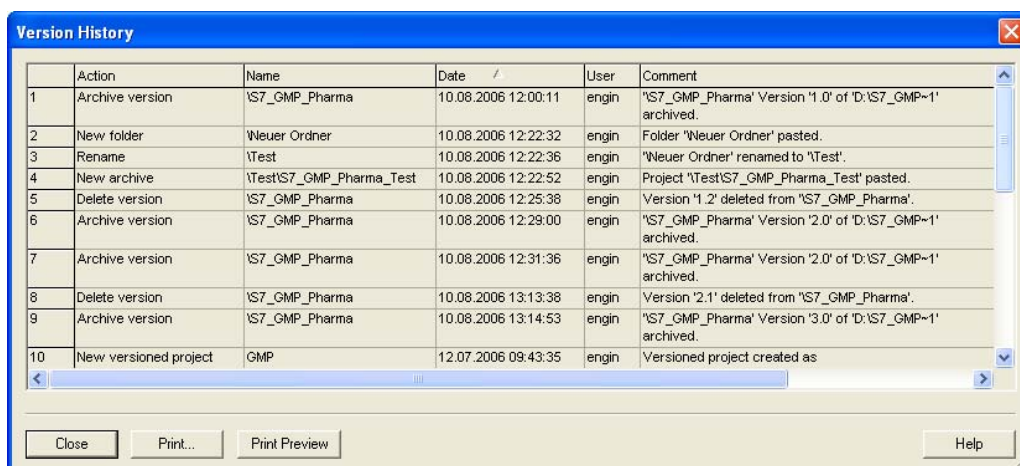 Version History
Action Name Date User Comment
1 Archive version \S7_GMP_Pharma 10.08.2006 12:00:11 engin "\S7_GMP_Pharma' Version '1.0' of 'D:\S7_GMP~1'
archived.
2 New folder \Neuer Ordner 10.08.2006 12:22:32 engin Folder '\Neuer Ordner' pasted.
3 Rename \Test 10.08.2006 12:22:36 engin '\Neuer Ordner' renamed to '\Test'.
4 New archive \Test\S7_GMP_Pharma_Test 10.08.2006 12:22:52 engin Project '\Test\S7_GMP_Pharma_Test' pasted.
5 Delete version \S7_GMP_Pharma 10.08.2006 12:25:38 engin Version '1.2' deleted from '\S7_GMP_Pharma'.
6 Archive version \S7_GMP_Pharma 10.08.2006 12:29:00 engin '\S7_GMP_Pharma' Version '2.0' of 'D:\S7_GMP~1'
archived.
7 Archive version \S7_GMP_Pharma 10.08.2006 12:31:36 engin '\S7_GMP_Pharma' Version '2.0' of 'D:\S7_GMP~1'
archived.
8 Delete version \S7_GMP_Pharma 10.08.2006 13:13:38 engin Version '2.1' deleted from '\S7_GMP_Pharma'.
9 Archive version \S7_GMP_Pharma 10.08.2006 13:14:53 engin '\S7_GMP_Pharma' Version '3.0' of 'D:\S7_GMP~1'
archived.
10 New versioned project GMP 12.07.2006 09:43:35 engin Versioned project created as
Close Print... Print Preview Help